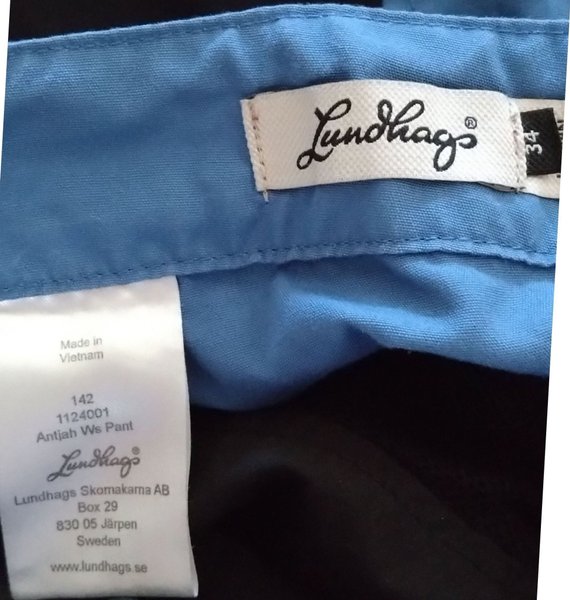 Lundhags®
34
Made in
Vietnam
142
1124001
Antjah Ws Pant
Lundhags
Lundhags Skomakarna AB
Box 29
830 05 Järpen
Sweden
www.lundhags.se